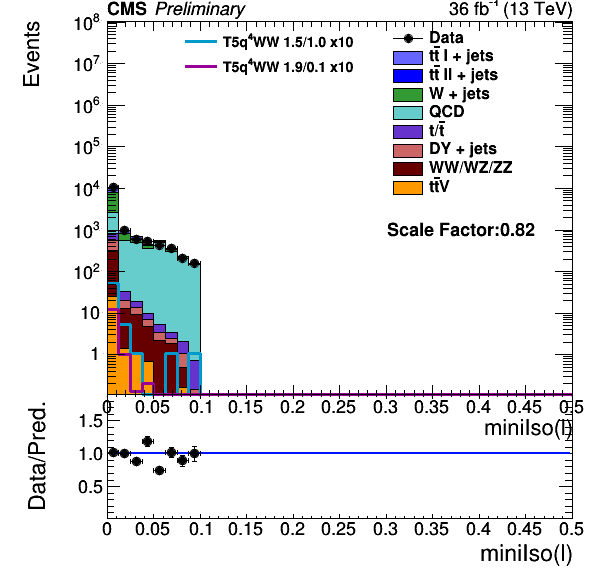 CMS Preliminary 36 fb⁻¹ (13 TeV)
Events
10⁸
10⁷
10⁶
10⁵
10⁴
10³
10²
10
1
T5q⁴WW 1.5/1.0 x10
T5q⁴WW 1.9/0.1 x10
Data
tt̄ l + jets
tt̄ ll + jets
W + jets
QCD
t/t̄
DY + jets
WW/WZ/ZZ
tt̄V
Scale Factor:0.82
0 0.05 0.1 0.15 0.2 0.25 0.3 0.35 0.4 0.45 0.5
miniIso(l)
Data/Pred.
1.5
1.0
0.5
0 0.05 0.1 0.15 0.2 0.25 0.3 0.35 0.4 0.45 0.5
miniIso(l)